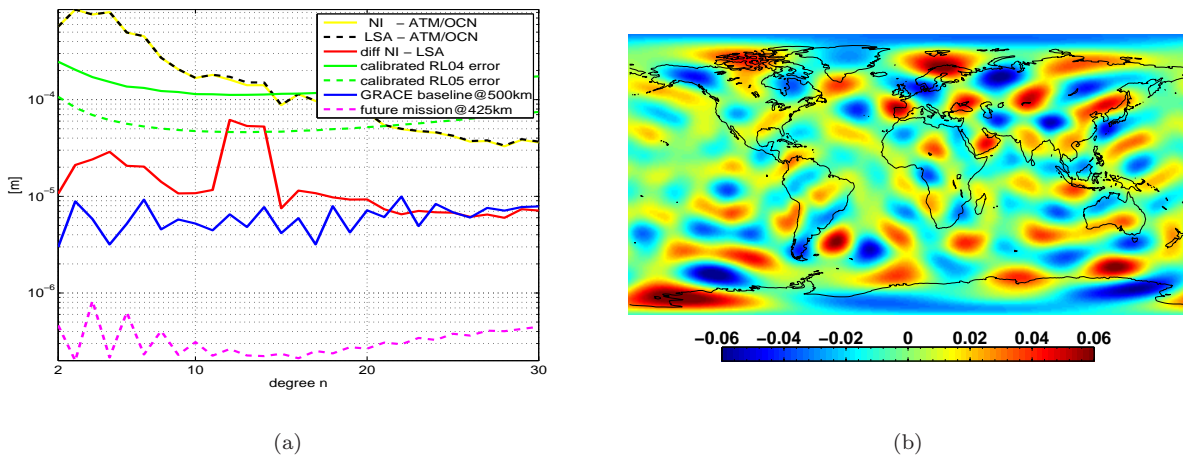 NI – ATM/OCN
LSA – ATM/OCN
diff NI – LSA
calibrated RL04 error
calibrated RL05 error
GRACE baseline@500km
future mission@425km
[m]
10⁻⁴
10⁻⁵
10⁻⁶
2 10 20 30
degree n
−0.06 −0.04 −0.02 0 0.02 0.04 0.06
(a)
(b)